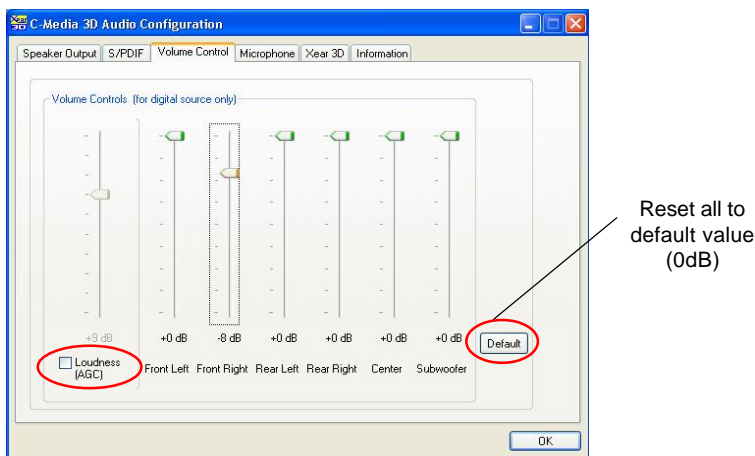 Xear 3D C-Media 3D Audio Configuration
Speaker Output S/PDIF Volume Control Microphone Xear 3D Information
Volume Controls (for digital source only)
+9 dB +0 dB -8 dB +0 dB +0 dB +0 dB +0 dB
Default
Loudness
(AGC)
Front Left Front Right Rear Left Rear Right Center Subwoofer
OK
Reset all to
default value
(0dB)